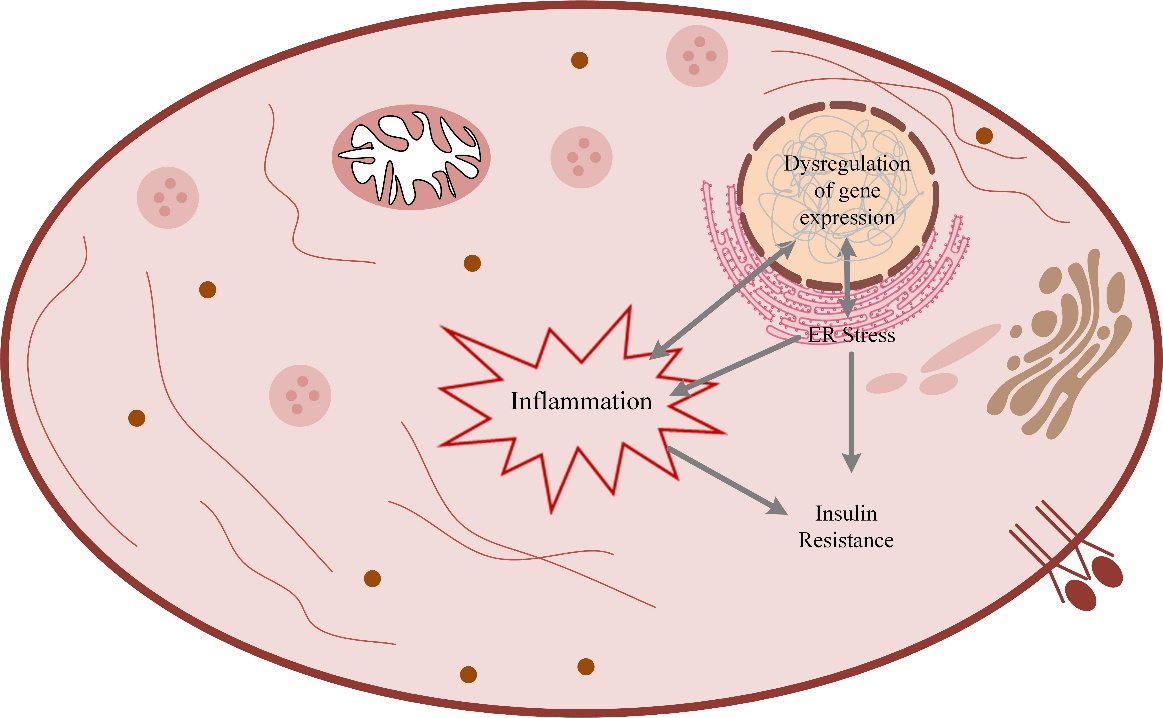 Dysregulation
of gene
expression
ER Stress
Inflammation
Insulin
Resistance